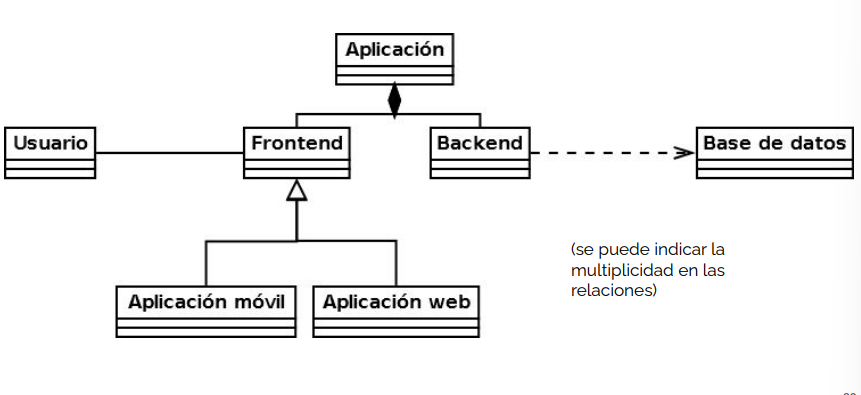 Aplicación
Usuario
Frontend
Backend
Base de datos
(se puede indicar la
multiplicidad en las
relaciones)
Aplicación móvil
Aplicación web